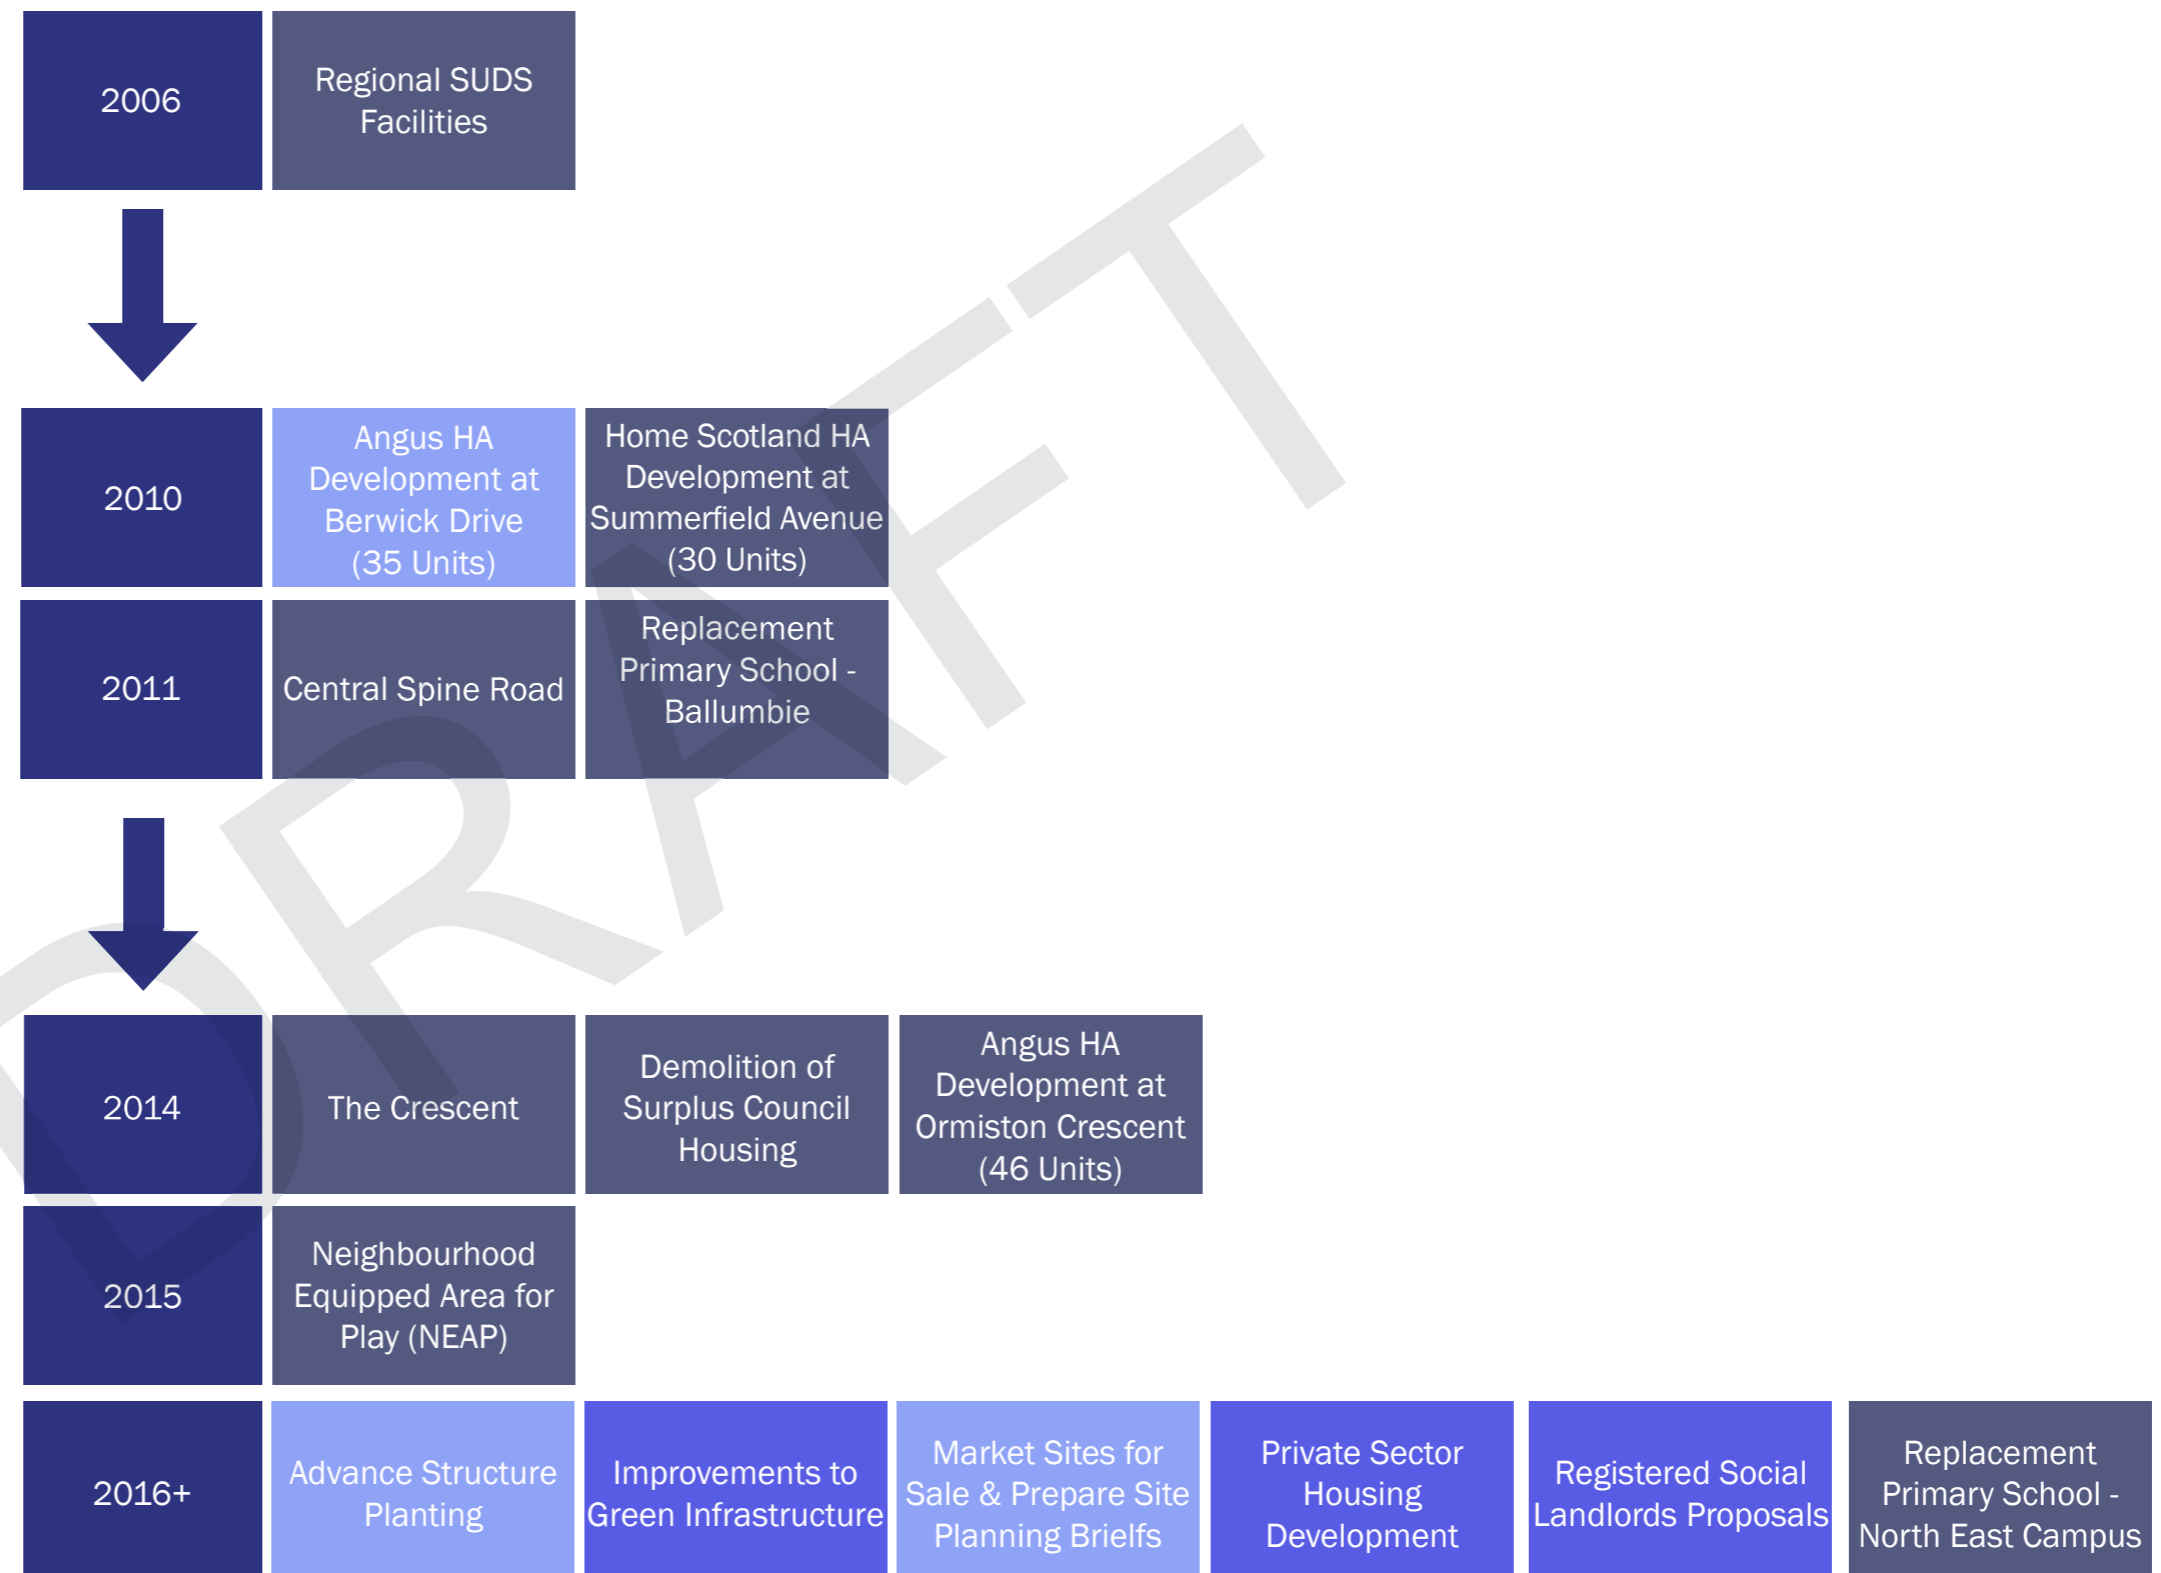 2006
Regional SUDS
Facilities
2010
Angus HA
Development at
Berwick Drive
(35 Units)
Home Scotland HA
Development at
Summerfield Avenue
(30 Units)
2011
Central Spine Road
Replacement
Primary School -
Ballumbie
2014
The Crescent
Demolition of
Surplus Council
Housing
Angus HA
Development at
Ormiston Crescent
(46 Units)
2015
Neighbourhood
Equipped Area for
Play (NEAP)
2016+
Advance Structure
Planting
Improvements to
Green Infrastructure
Market Sites for
Sale & Prepare Site
Planning Brielfs
Private Sector
Housing
Development
Registered Social
Landlords Proposals
Replacement
Primary School -
North East Campus
DRAFT